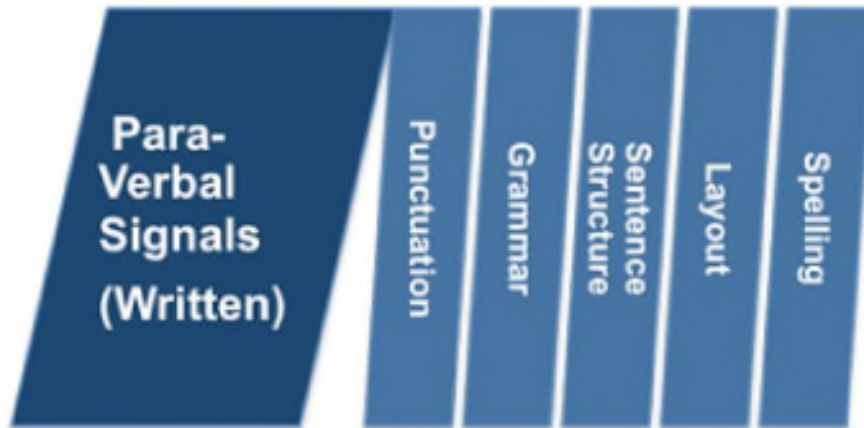 Para-
Verbal
Signals
(Written)
Punctuation
Grammar
Sentence
Structure
Layout
Spelling